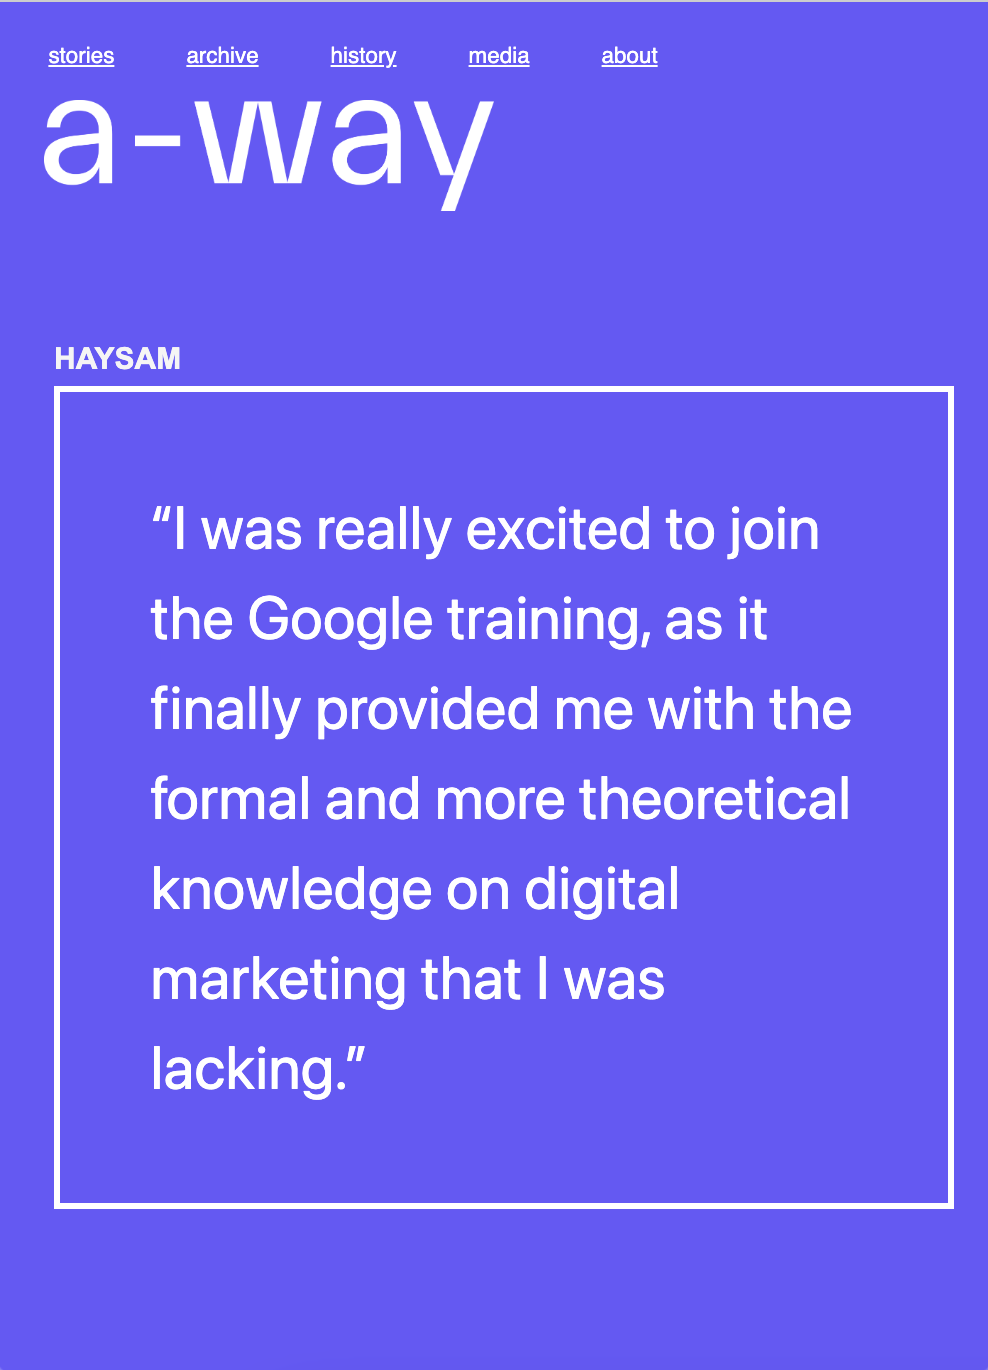 stories archive history media about
a-way
HAYSAM
“I was really excited to join
the Google training, as it
finally provided me with the
formal and more theoretical
knowledge on digital
marketing that I was
lacking.”